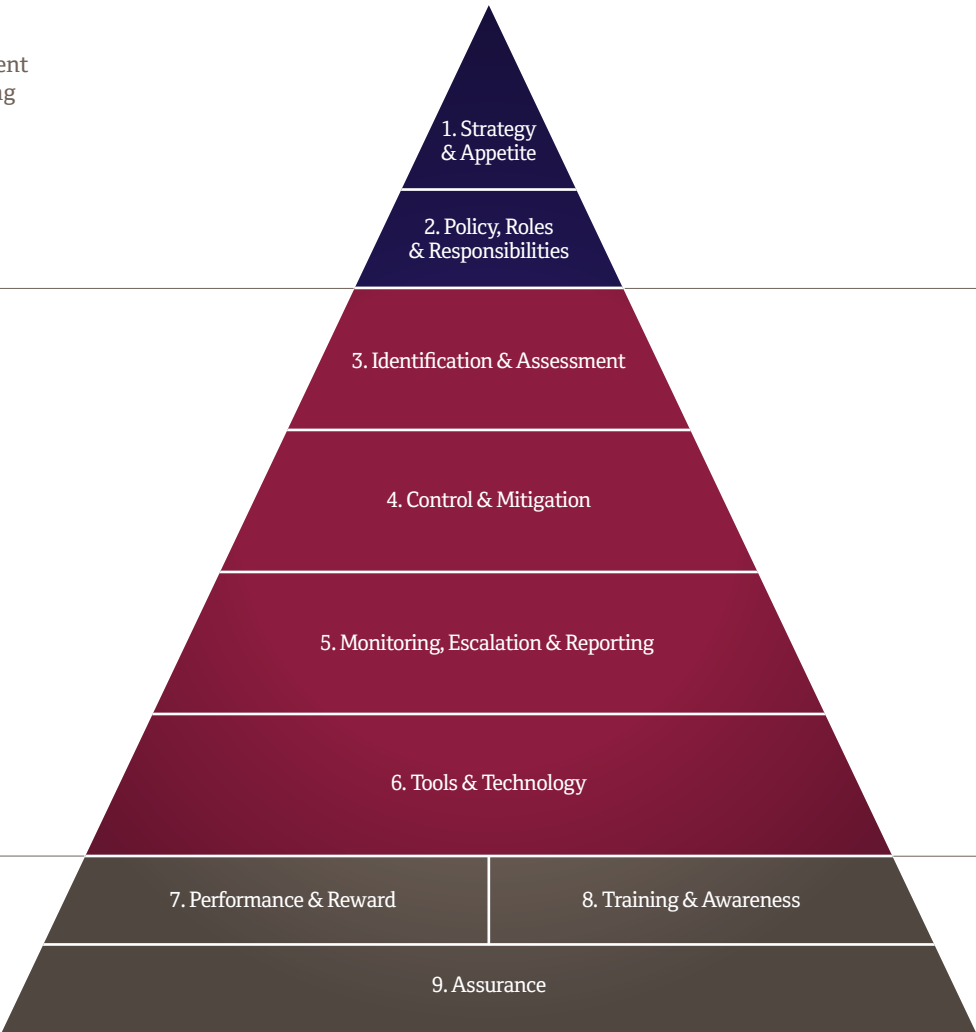 1. Strategy
& Appetite
2. Policy, Roles
& Responsibilities
3. Identification & Assessment
4. Control & Mitigation
5. Monitoring, Escalation & Reporting
6. Tools & Technology
7. Performance & Reward
8. Training & Awareness
9. Assurance